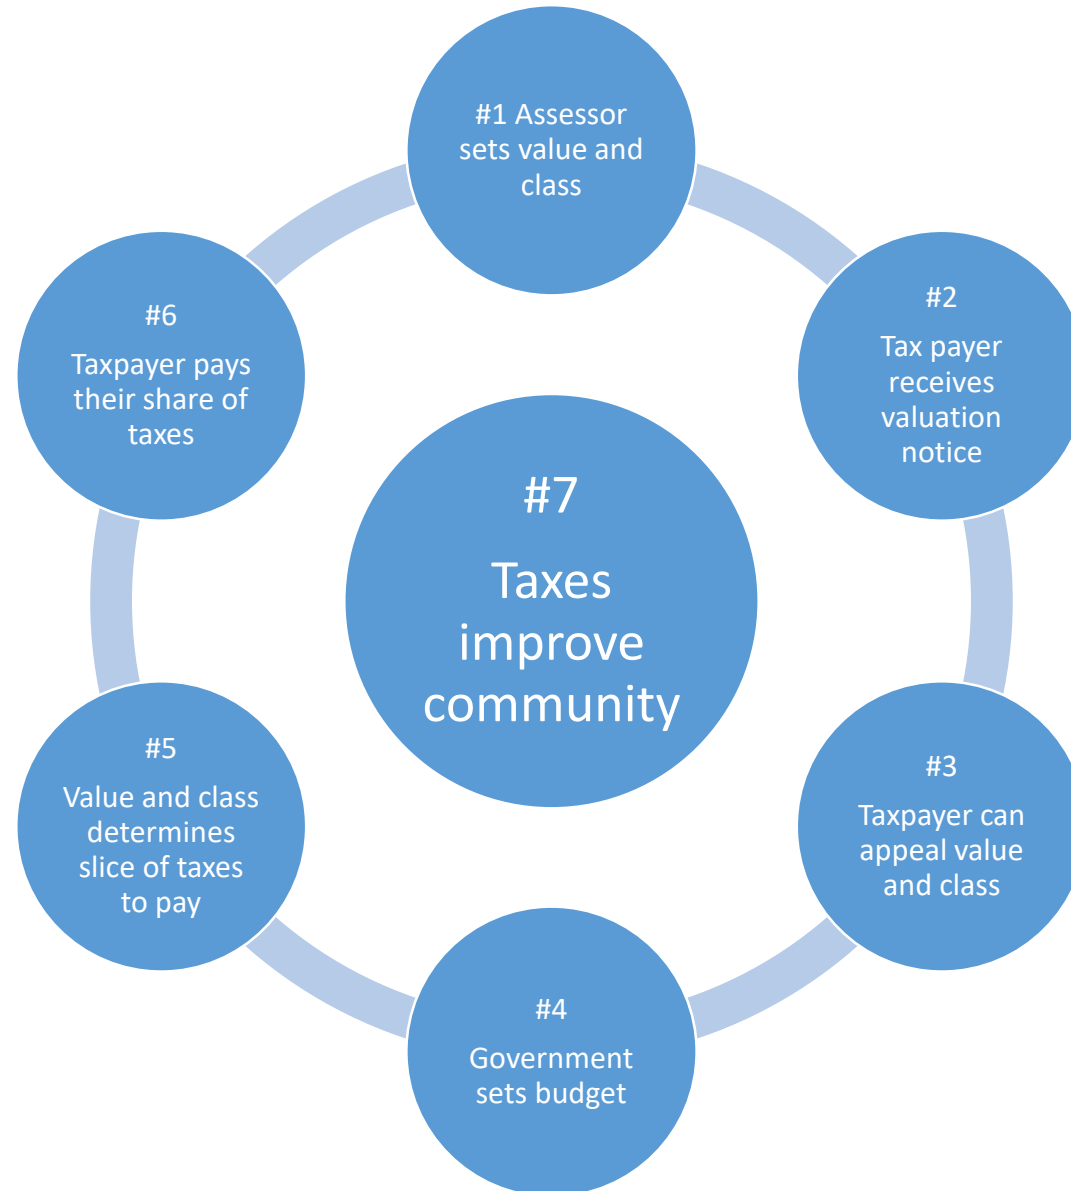 #1 Assessor
sets value and
class
#2
Tax payer
receives
valuation
notice
#3
Taxpayer can
appeal value
and class
#4
Government
sets budget
#5
Value and class
determines
slice of taxes
to pay
#6
Taxpayer pays
their share of
taxes
#7
Taxes
improve
community